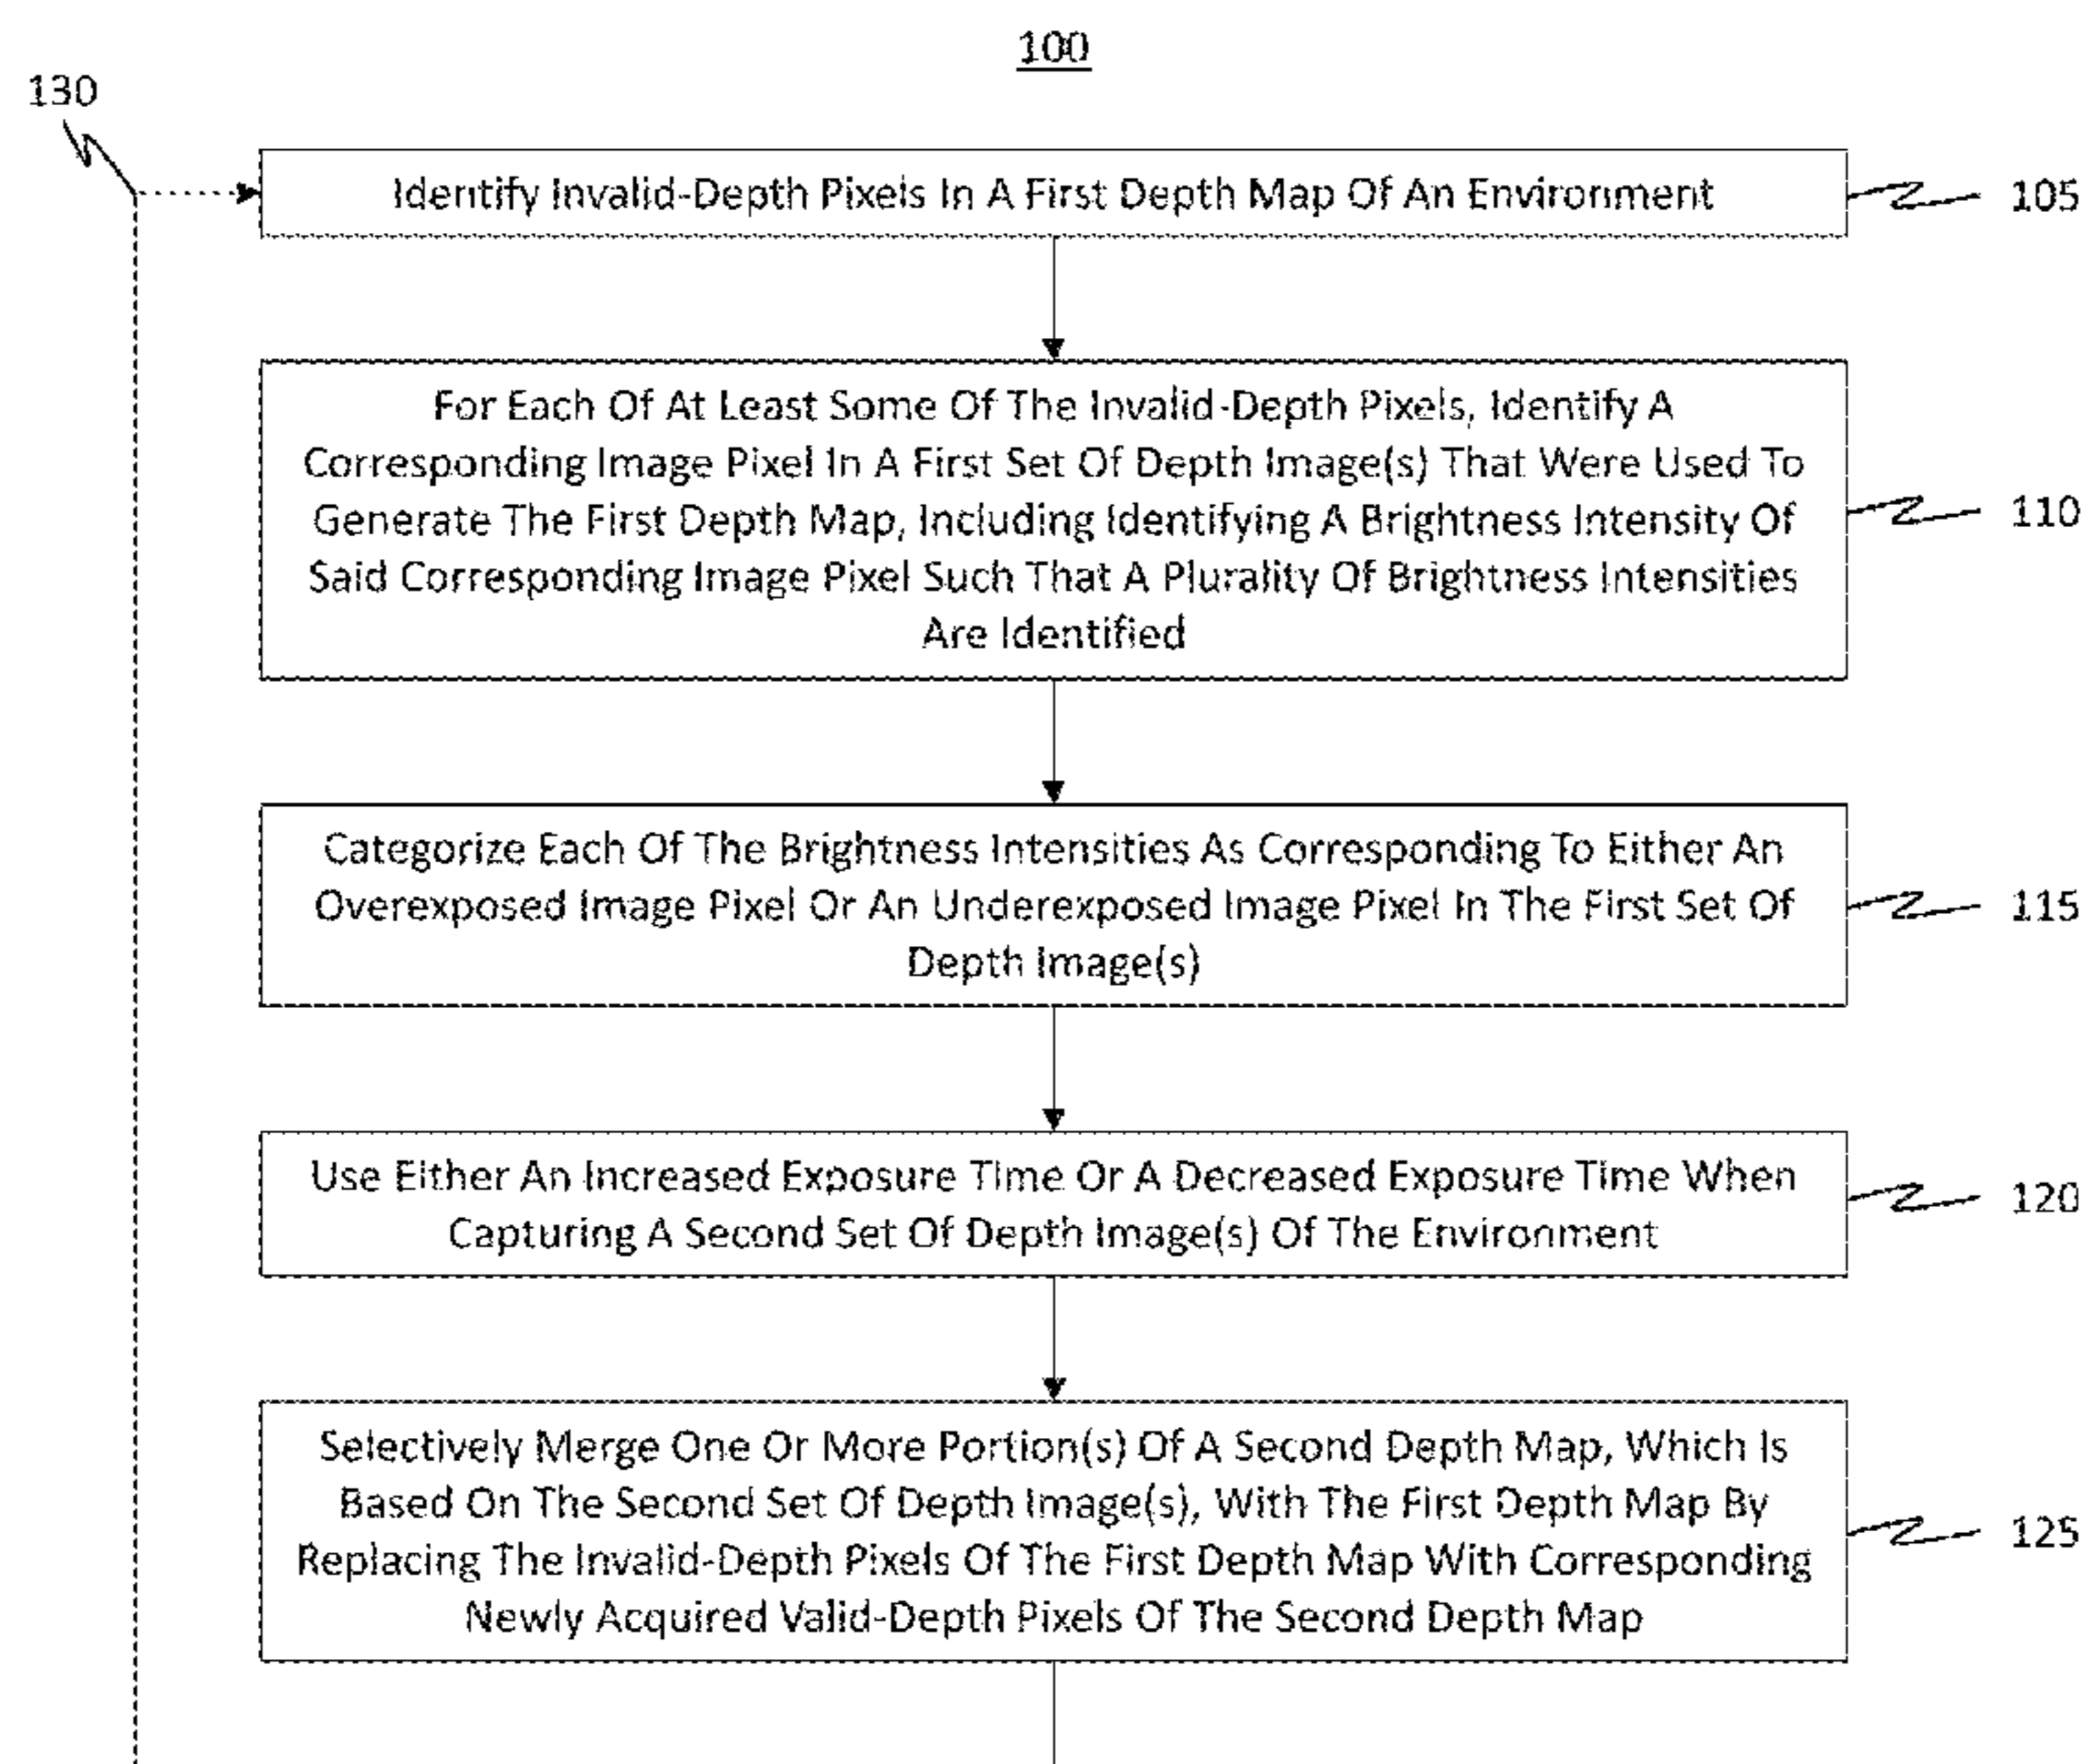 100
130
Identify Invalid-Depth Pixels In A First Depth Map Of An Environment
105
For Each Of At Least Some Of The Invalid-Depth Pixels, Identify A
Corresponding Image Pixel In A First Set Of Depth Image(s) That Were Used To
Generate The First Depth Map, Including Identifying A Brightness Intensity Of
Said Corresponding Image Pixel Such That A Plurality Of Brightness Intensities
Are Identified
110
Categorize Each Of The Brightness Intensities As Corresponding To Either An
Overexposed Image Pixel Or An Underexposed Image Pixel In The First Set Of
Depth Image(s)
115
Use Either An Increased Exposure Time Or A Decreased Exposure Time When
Capturing A Second Set Of Depth Image(s) Of The Environment
120
Selectively Merge One Or More Portion(s) Of A Second Depth Map, Which Is
Based On The Second Set Of Depth Image(s), With The First Depth Map By
Replacing The Invalid-Depth Pixels Of The First Depth Map With Corresponding
Newly Acquired Valid-Depth Pixels Of The Second Depth Map
125